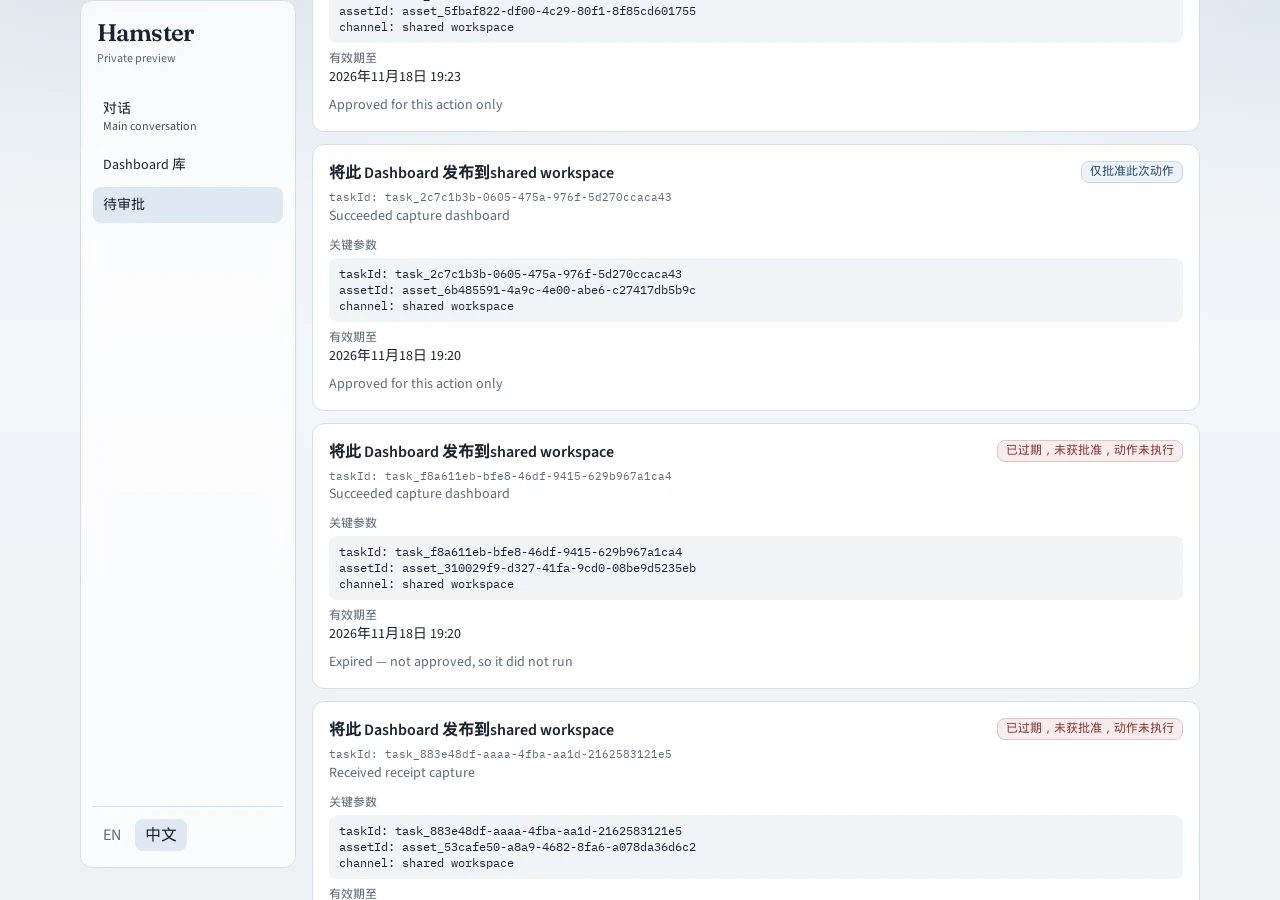 Hamster
Private preview
对话
Main conversation
Dashboard 库
待审批
EN
中文
assetId: asset_5fbaf822-df00-4c29-80f1-8f85cd601755
channel: shared workspace
有效期至
2026年11月18日 19:23
Approved for this action only
将此 Dashboard 发布到shared workspace
仅批准此次动作
taskId: task_2c7c1b3b-0605-475a-976f-5d270ccaca43
Succeeded capture dashboard
关键参数
taskId: task_2c7c1b3b-0605-475a-976f-5d270ccaca43
assetId: asset_6b485591-4a9c-4e00-abe6-c27417db5b9c
channel: shared workspace
有效期至
2026年11月18日 19:20
Approved for this action only
将此 Dashboard 发布到shared workspace
已过期，未获批准，动作未执行
taskId: task_f8a611eb-bfe8-46df-9415-629b967a1ca4
Succeeded capture dashboard
关键参数
taskId: task_f8a611eb-bfe8-46df-9415-629b967a1ca4
assetId: asset_310029f9-d327-41fa-9cd0-08be9d5235eb
channel: shared workspace
有效期至
2026年11月18日 19:20
Expired — not approved, so it did not run
将此 Dashboard 发布到shared workspace
已过期，未获批准，动作未执行
taskId: task_883e48df-aaaa-4fba-aa1d-2162583121e5
Received receipt capture
关键参数
taskId: task_883e48df-aaaa-4fba-aa1d-2162583121e5
assetId: asset_53cafe50-a8a9-4682-8fa6-a078da36d6c2
channel: shared workspace
有效期至